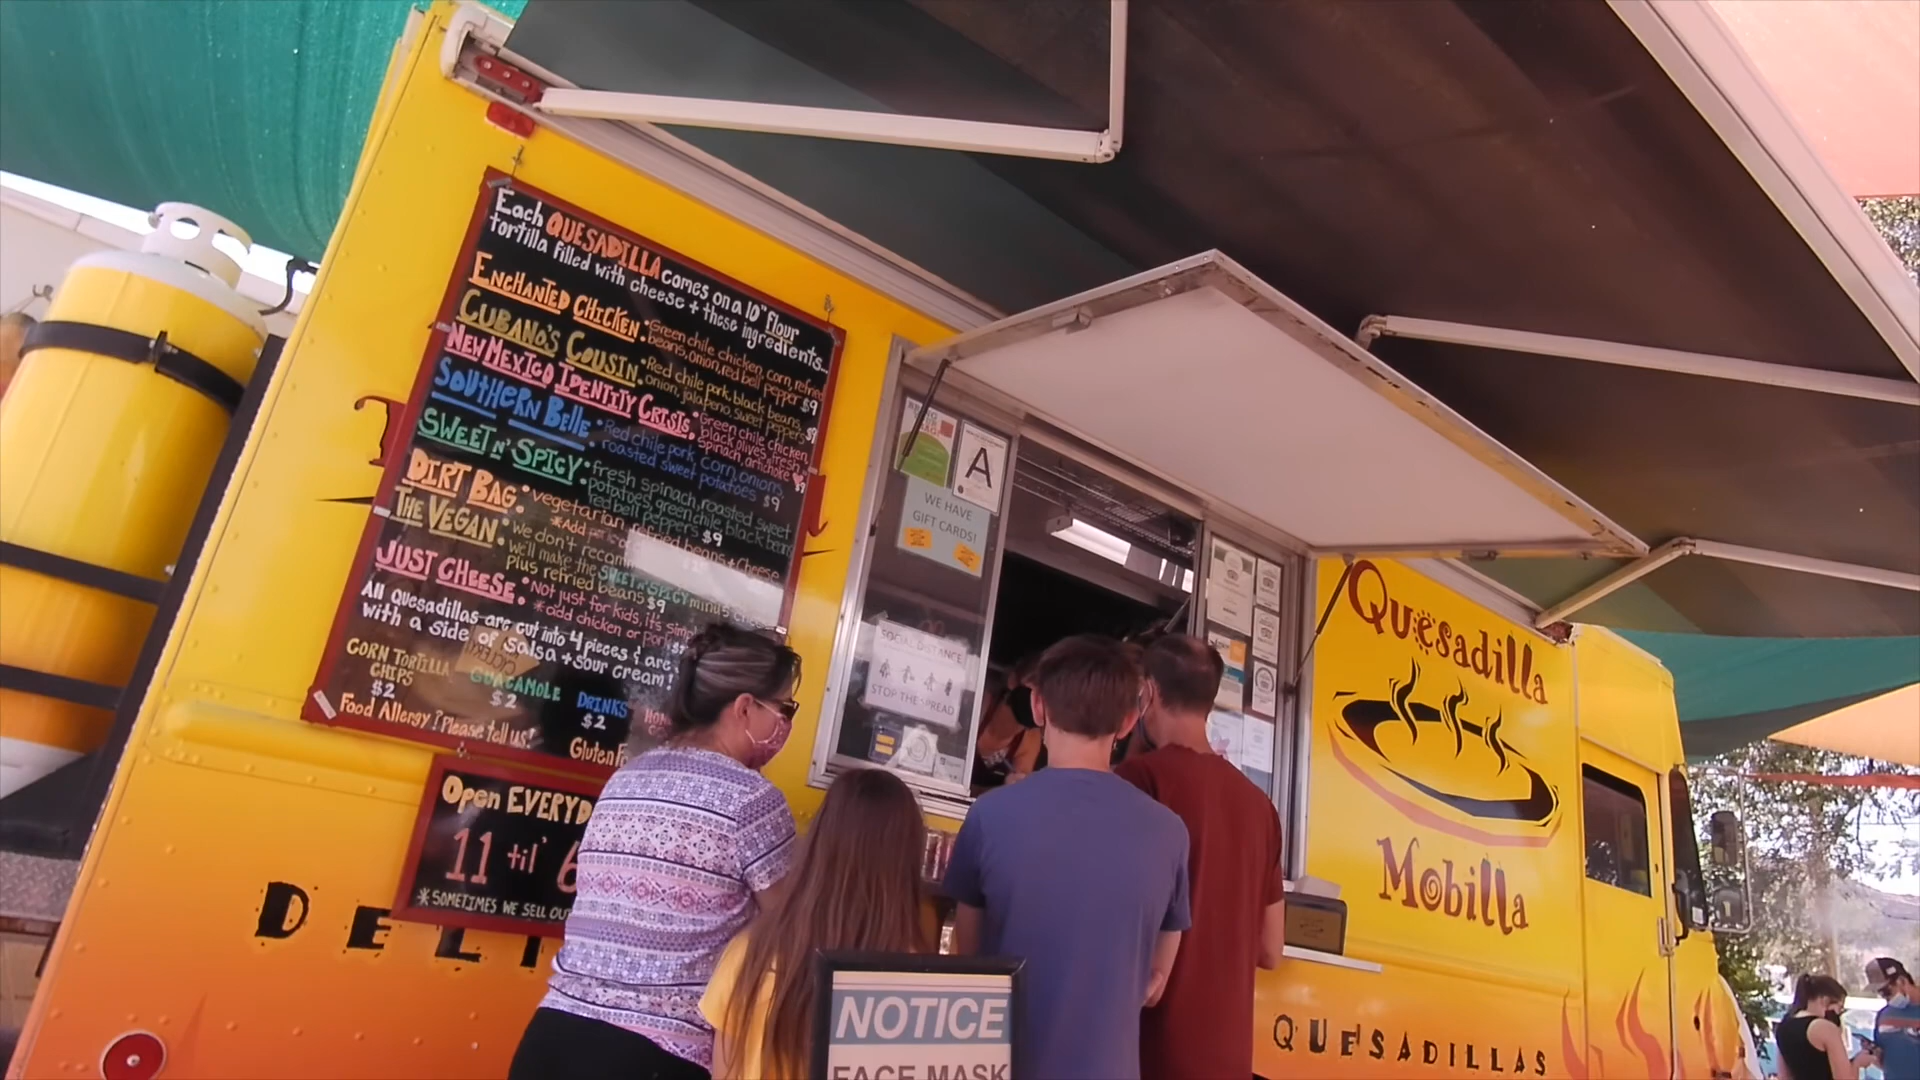 Each QUESADILLA comes on a 10" flour
tortilla filled with cheese + these ingredients...
ENCHANTED CHICKEN • Green chile chicken, corn, refried
beans, onion, red bell pepper $9
CUBANO'S COUSIN • Red chile pork, black beans,
onion, jalapeño, sweet peppers $9
NEW MEXICO IDENTITY CRISIS • Green chile chicken,
black olives, fresh
spinach, artichoke $9
SOUTHERN BELLE • Red chile pork, corn, onions,
roasted sweet potatoes $9
SWEET N' SPICY • fresh spinach, roasted sweet
potatoes, green chile, black beans
red bell peppers $9
DIRT BAG • vegetarian refried beans + Cheese
*Add
THE VEGAN • we don't
we'll make the SWEET N' SPICY minus
plus refried beans $9
JUST CHEESE • Not just for kids, it's
*add chicken or pork
All Quesadillas are cut into 4 pieces & are
with a side of salsa + sour cream!
CORN TORTILLA
CHIPS
$2
GUACAMOLE
$2
DRINKS
$2
Food Allergy? Please tell us!
Gluten
Open
11 til' 6
*SOMETIMES WE SELL OUT
DEL
A
WE HAVE
GIFT CARDS!
SOCIAL DISTANCE
STOP THE SPREAD
Quesadilla
Mobilla
QUESADILLAS
NOTICE
FACE MASK